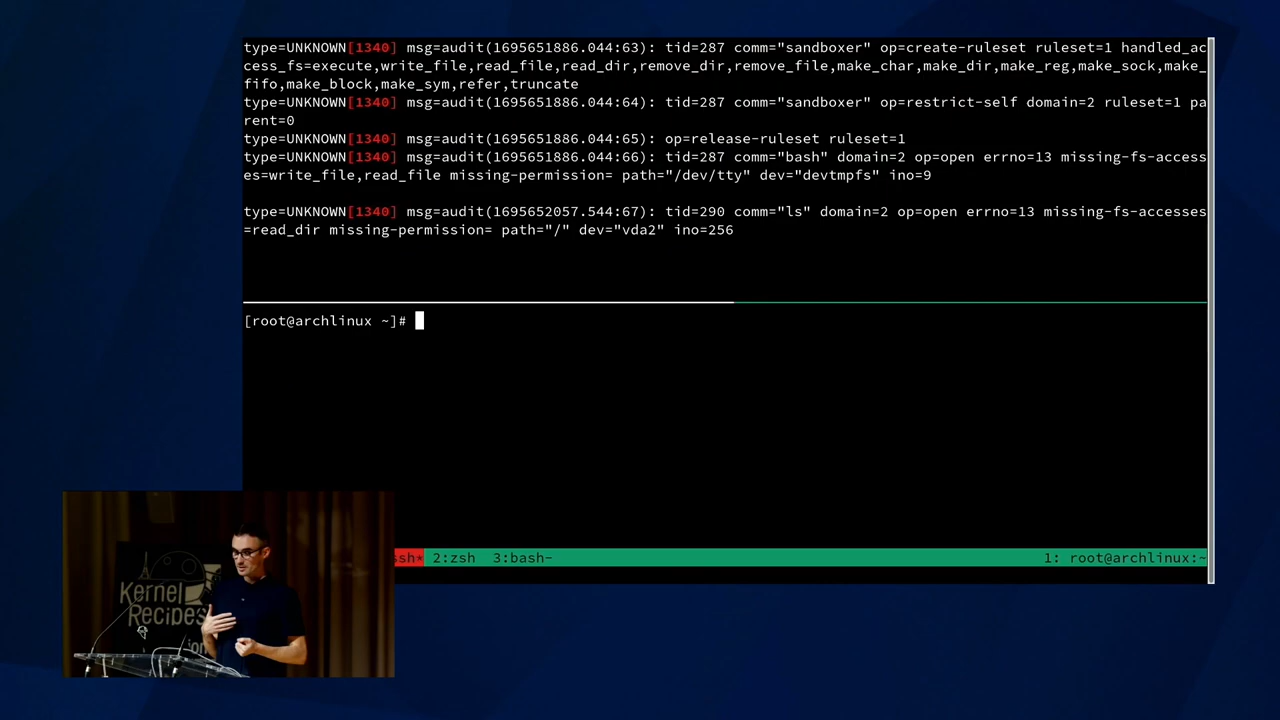 type=UNKNOWN[1340] msg=audit(1695651886.044:63): tid=287 comm="sandboxer" op=create-ruleset ruleset=1 handled_ac
cess_fs=execute,write_file,read_file,read_dir,remove_dir,remove_file,make_char,make_dir,make_reg,make_sock,make_
fifo,make_block,make_sym,refer,truncate
type=UNKNOWN[1340] msg=audit(1695651886.044:64): tid=287 comm="sandboxer" op=restrict-self domain=2 ruleset=1 pa
rent=0
type=UNKNOWN[1340] msg=audit(1695651886.044:65): op=release-ruleset ruleset=1
type=UNKNOWN[1340] msg=audit(1695651886.044:66): tid=287 comm="bash" domain=2 op=open errno=13 missing-fs-access
es=write_file,read_file missing-permission= path="/dev/tty" dev="devtmpfs" ino=9
type=UNKNOWN[1340] msg=audit(1695652057.544:67): tid=290 comm="ls" domain=2 op=open errno=13 missing-fs-accesses
=read_dir missing-permission= path="/" dev="vda2" ino=256
[root@archlinux ~]#
ssh* 2:zsh 3:bash- 1: root@archlinux:~
Kernel
Recipes